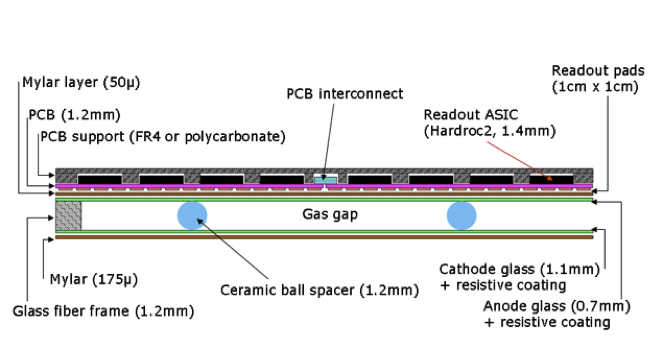 Readout pads
(1cm x 1cm)
Mylar layer (50µ)
PCB interconnect
PCB (1.2mm)
Readout ASIC
(Hardroc2, 1.4mm)
PCB support (FR4 or polycarbonate)
Gas gap
Mylar (175µ)
Ceramic ball spacer (1.2mm)
Cathode glass (1.1mm)
+ resistive coating
Glass fiber frame (1.2mm)
Anode glass (0.7mm)
+ resistive coating